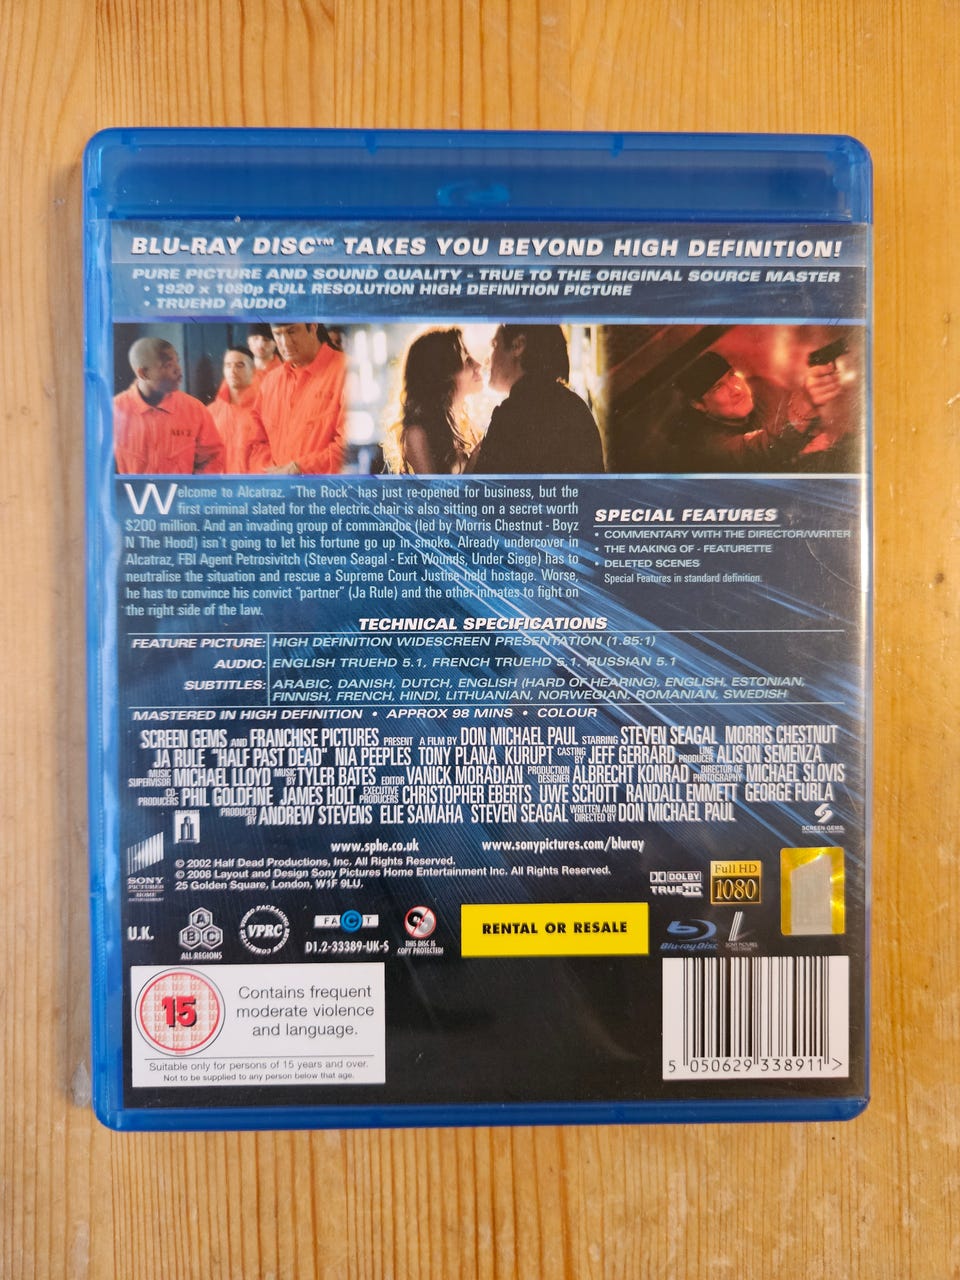 BLU-RAY DISC™ TAKES YOU BEYOND HIGH DEFINITION!
PURE PICTURE AND SOUND QUALITY - TRUE TO THE ORIGINAL SOURCE MASTER
• 1920 x 1080p FULL RESOLUTION HIGH DEFINITION PICTURE
• TRUEHD AUDIO
Welcome to Alcatraz. "The Rock" has just re-opened for business, but the
first criminal slated for the electric chair is also sitting on a secret worth
$200 million. And an invading group of commandos (led by Morris Chestnut - Boyz
N The Hood) isn't going to let his fortune go up in smoke. Already undercover in
Alcatraz, FBI Agent Petrosivitch (Steven Seagal - Exit Wounds, Under Siege) has to
neutralise the situation and rescue a Supreme Court Justice held hostage. Worse,
he has to convince his convict "partner" (Ja Rule) and the other inmates to fight on
the right side of the law.
SPECIAL FEATURES
• COMMENTARY WITH THE DIRECTOR/WRITER
• THE MAKING OF - FEATURETTE
• DELETED SCENES
Special Features in standard definition.
TECHNICAL SPECIFICATIONS
FEATURE PICTURE: HIGH DEFINITION WIDESCREEN PRESENTATION (1.85:1)
AUDIO: ENGLISH TRUEHD 5.1, FRENCH TRUEHD 5.1, RUSSIAN 5.1
SUBTITLES: ARABIC, DANISH, DUTCH, ENGLISH (HARD OF HEARING), ENGLISH, ESTONIAN,
FINNISH, FRENCH, HINDI, LITHUANIAN, NORWEGIAN, ROMANIAN, SWEDISH
MASTERED IN HIGH DEFINITION • APPROX 98 MINS • COLOUR
SCREEN GEMS AND FRANCHISE PICTURES PRESENT A FILM BY DON MICHAEL PAUL STARRING STEVEN SEAGAL MORRIS CHESTNUT
JA RULE "HALF PAST DEAD" NIA PEEPLES TONY PLANA KURUPT CASTING BY JEFF GERRARD LINE PRODUCER ALISON SEMENZA
MUSIC SUPERVISOR MICHAEL LLOYD MUSIC BY TYLER BATES EDITOR VANICK MORADIAN PRODUCTION DESIGNER ALBRECHT KONRAD DIRECTOR OF PHOTOGRAPHY MICHAEL SLOVIS
CO-PRODUCERS PHIL GOLDFINE JAMES HOLT EXECUTIVE PRODUCERS CHRISTOPHER EBERTS UWE SCHOTT RANDALL EMMETT GEORGE FURLA
PRODUCED BY ANDREW STEVENS ELIE SAMAHA STEVEN SEAGAL WRITTEN AND DIRECTED BY DON MICHAEL PAUL
SCREEN GEMS
www.sphe.co.uk www.sonypictures.com/bluray
SONY
PICTURES
HOME
ENTERTAINMENT
© 2002 Half Dead Productions, Inc. All Rights Reserved.
© 2008 Layout and Design Sony Pictures Home Entertainment Inc. All Rights Reserved.
25 Golden Square, London, W1F 9LU.
DOLBY
TRUEHD
Full HD
1080
U.K.
A
B C
ALL-REGIONS
VIDEO PACKAGING REVIEW COMMITTEE
VPRC
FACT
D1.2-33389-UK-S
THIS DISC IS
COPY PROTECTED
RENTAL OR RESALE
Blu-ray Disc
SONY PICTURES
15
Contains frequent
moderate violence
and language.
Suitable only for persons of 15 years and over.
Not to be supplied to any person below that age.
5 050629 338911 >